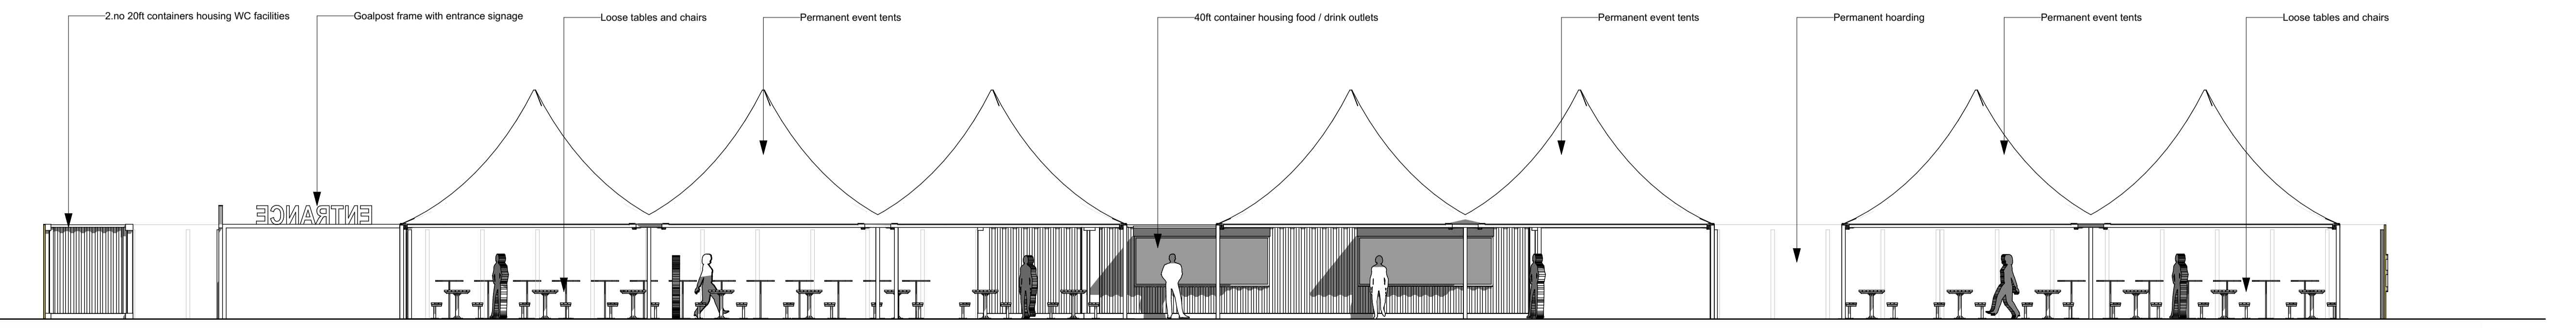 2.no 20ft containers housing WC facilities
Goalpost frame with entrance signage
Loose tables and chairs
Permanent event tents
40ft container housing food / drink outlets
Permanent event tents
Permanent hoarding
Permanent event tents
Loose tables and chairs
ENTRANCE